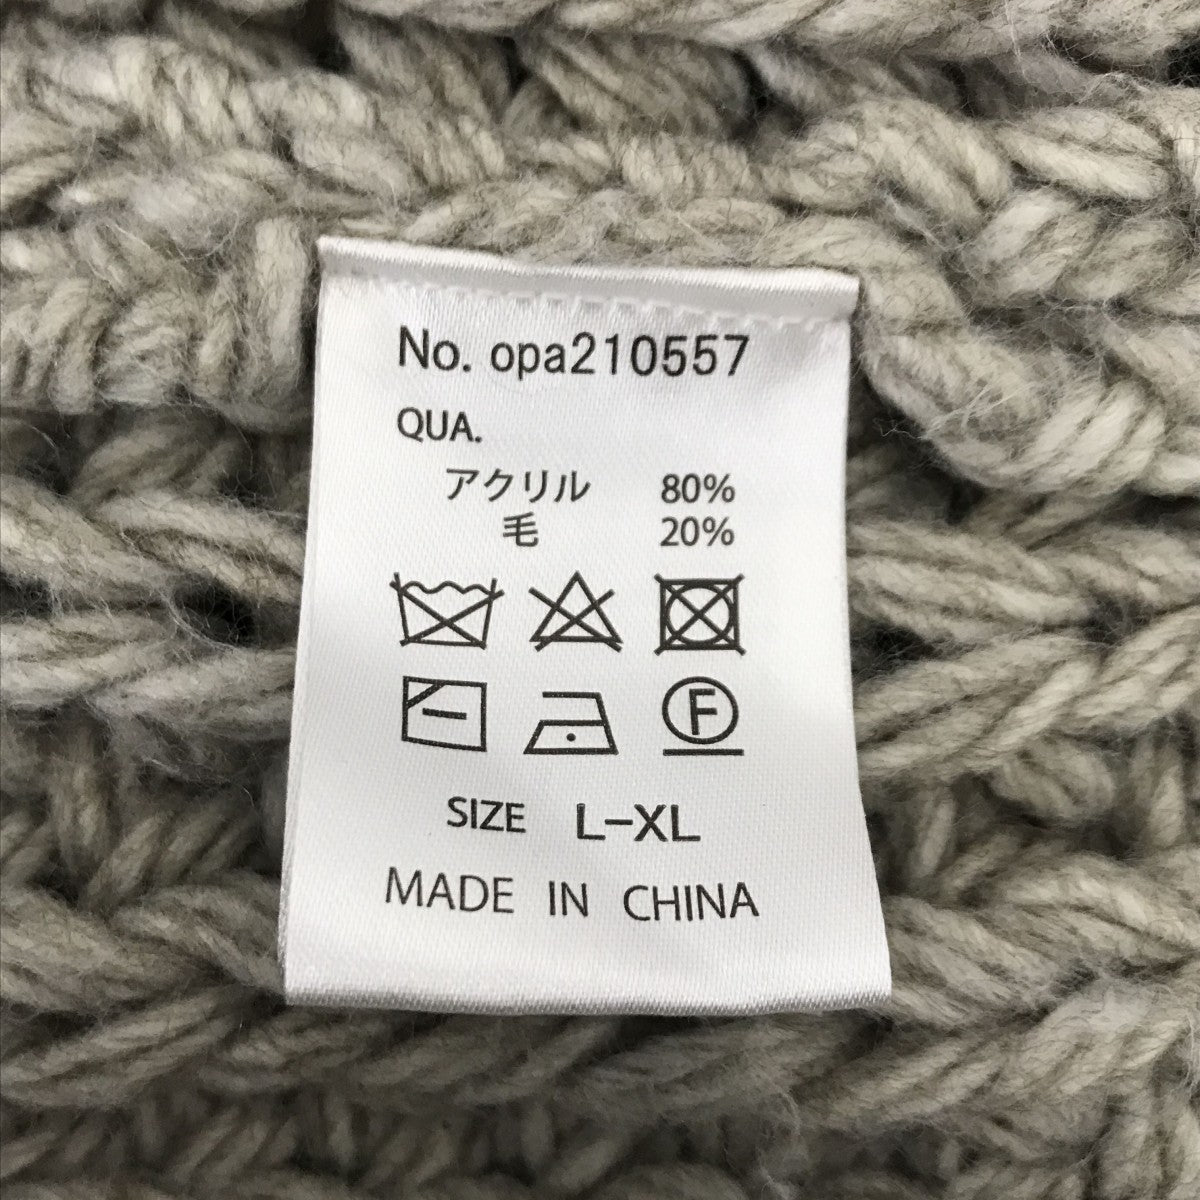 No. opa210557
QUA.
アクリル 80%
毛 20%
F
SIZE L-XL
MADE IN CHINA